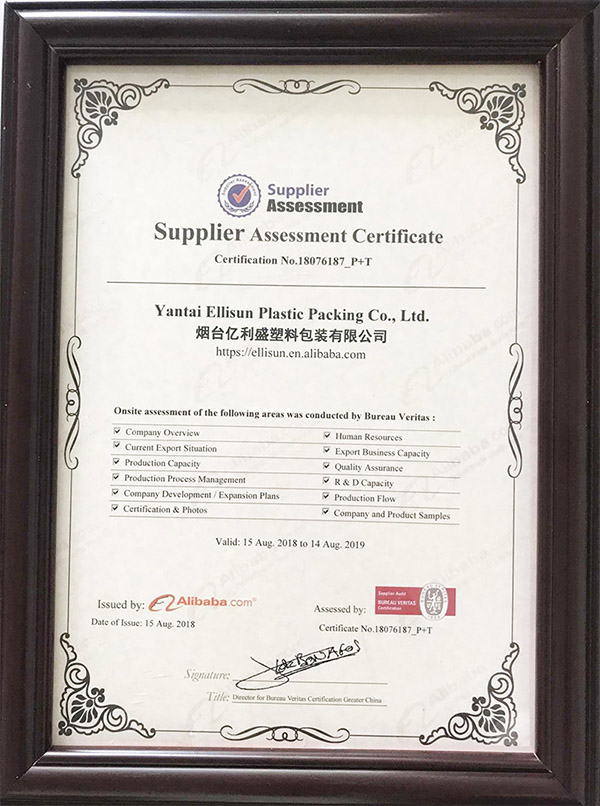 Supplier Assessment
Supplier
Assessment
Supplier Assessment Certificate
Certification No.18076187_P+T
Yantai Ellisun Plastic Packing Co., Ltd.
烟台亿利盛塑料包装有限公司
https://ellisun.en.alibaba.com
Onsite assessment of the following areas was conducted by Bureau Veritas :
Company Overview
Current Export Situation
Production Capacity
Production Process Management
Company Development / Expansion Plans
Certification & Photos
Human Resources
Export Business Capacity
Quality Assurance
R & D Capacity
Production Flow
Company and Product Samples
Valid: 15 Aug. 2018 to 14 Aug. 2019
Issued by: Alibaba.com®
Date of Issue: 15 Aug. 2018
Assessed by:
Supplier Audit
BUREAU VERITAS
Certification
Certificate No.18076187_P+T
Signature:
Title: Director for Bureau Veritas Certification Greater China